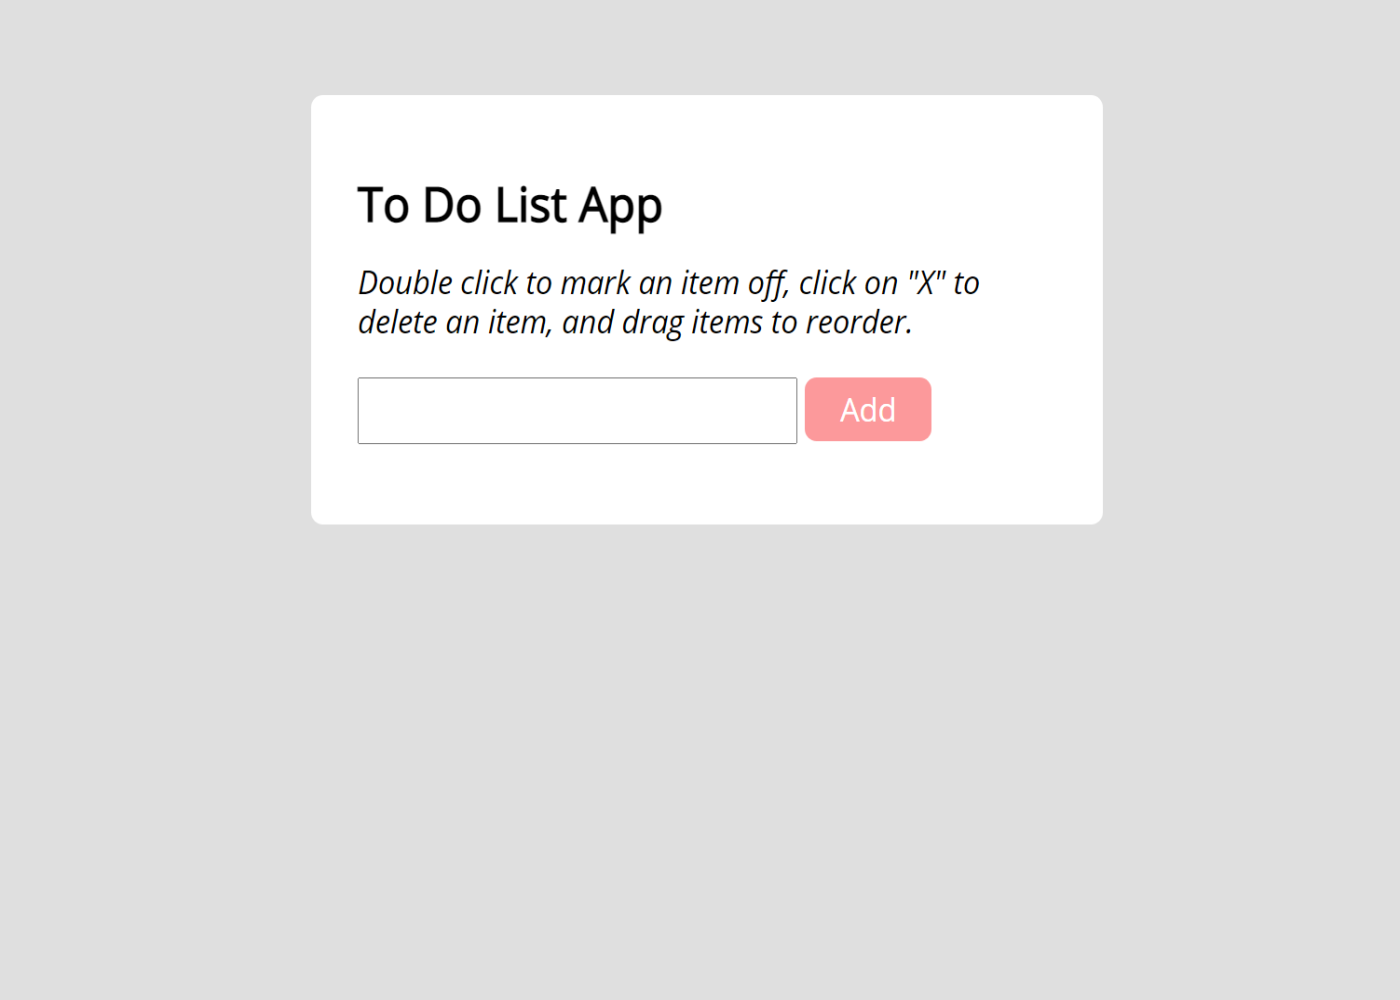 To Do List App
Double click to mark an item off, click on "X" to
delete an item, and drag items to reorder.
Add